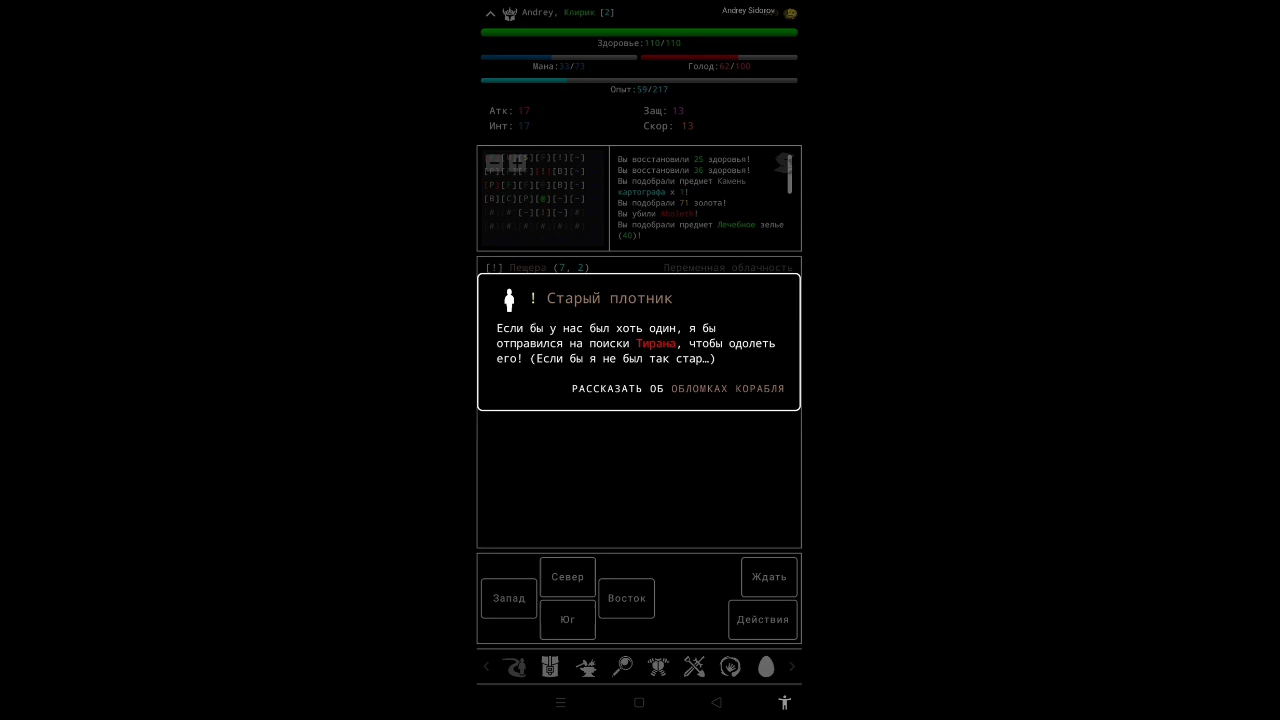 Andrey, Клирик [2]
Andrey Sidorov
Здоровье:110/110
Мана:33/73
Голод:62/100
Опыт:59/217
Атк: 17
Защ: 13
Инт: 17
Скор: 13
Вы восстановили 25 здоровья!
Вы восстановили 36 здоровья!
Вы подобрали предмет Камень
картографа x 1!
Вы подобрали 71 золота!
Вы убили Aboleth!
Вы подобрали предмет Лечебное зелье
(40)!
[!] Пещера (7, 2)
Переменная облачность
! Старый плотник
Если бы у нас был хоть один, я бы
отправился на поиски Тирана, чтобы одолеть
его! (Если бы я не был так стар…)
РАССКАЗАТЬ ОБ ОБЛОМКАХ КОРАБЛЯ
Север
Ждать
Запад
Восток
Юг
Действия